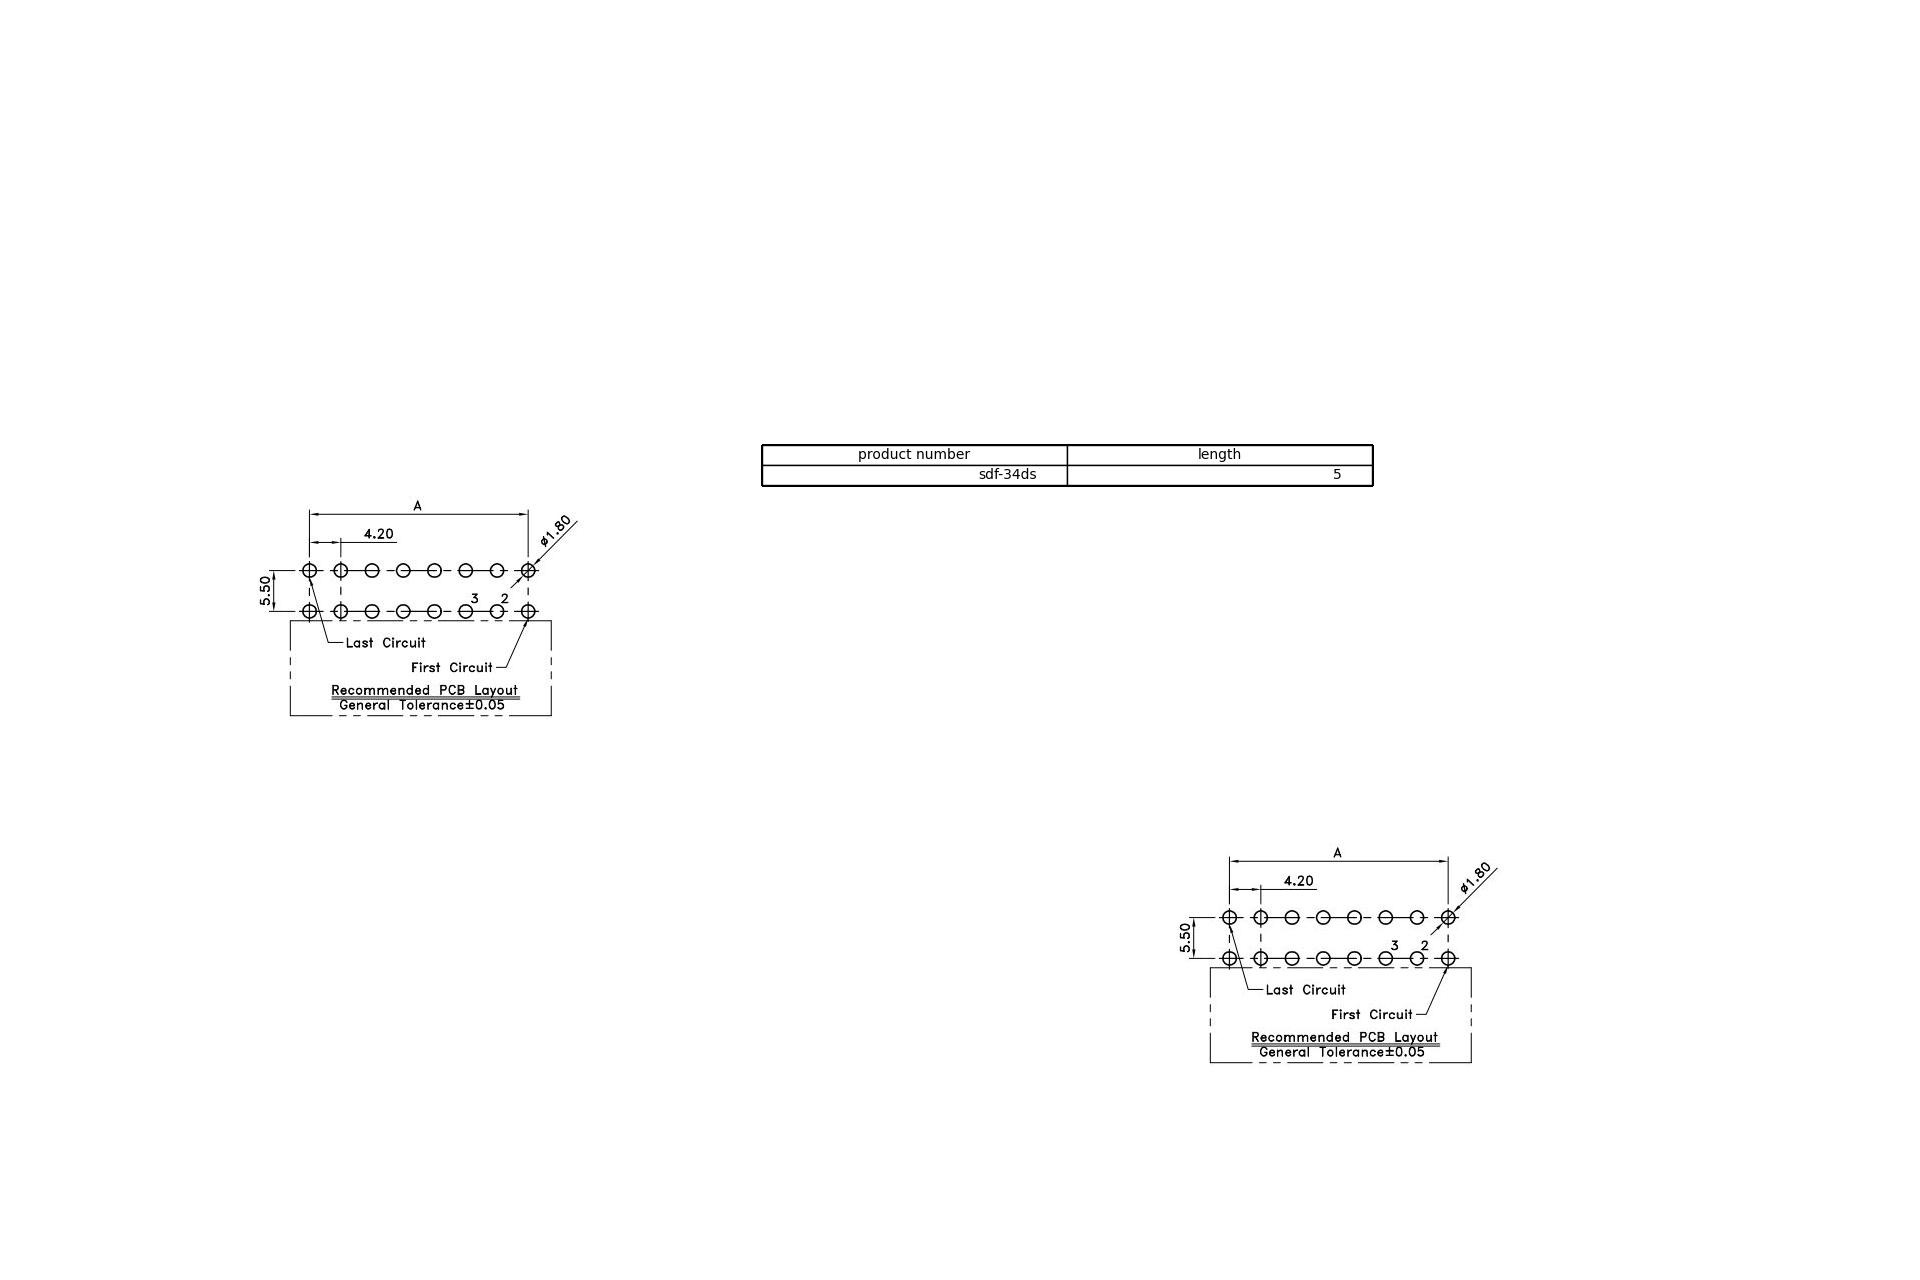 product number length
sdf-34ds 5
A
4.20
ø1.80
5.50
3 2
Last Circuit
First Circuit
Recommended PCB Layout
General Tolerance±0.05
A
4.20
ø1.80
5.50
3 2
Last Circuit
First Circuit
Recommended PCB Layout
General Tolerance±0.05